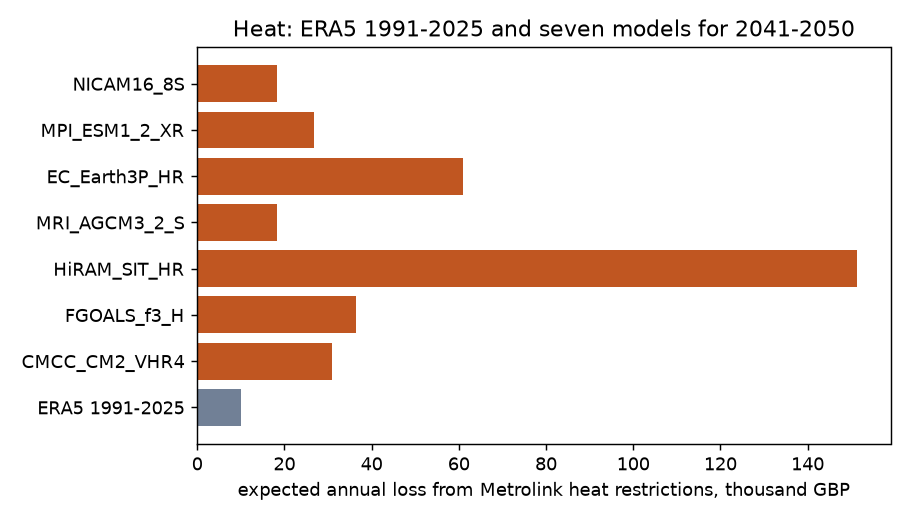 Heat: ERA5 1991-2025 and seven models for 2041-2050
NICAM16_8S
MPI_ESM1_2_XR
EC_Earth3P_HR
MRI_AGCM3_2_S
HiRAM_SIT_HR
FGOALS_f3_H
CMCC_CM2_VHR4
ERA5 1991-2025
0 20 40 60 80 100 120 140
expected annual loss from Metrolink heat restrictions, thousand GBP